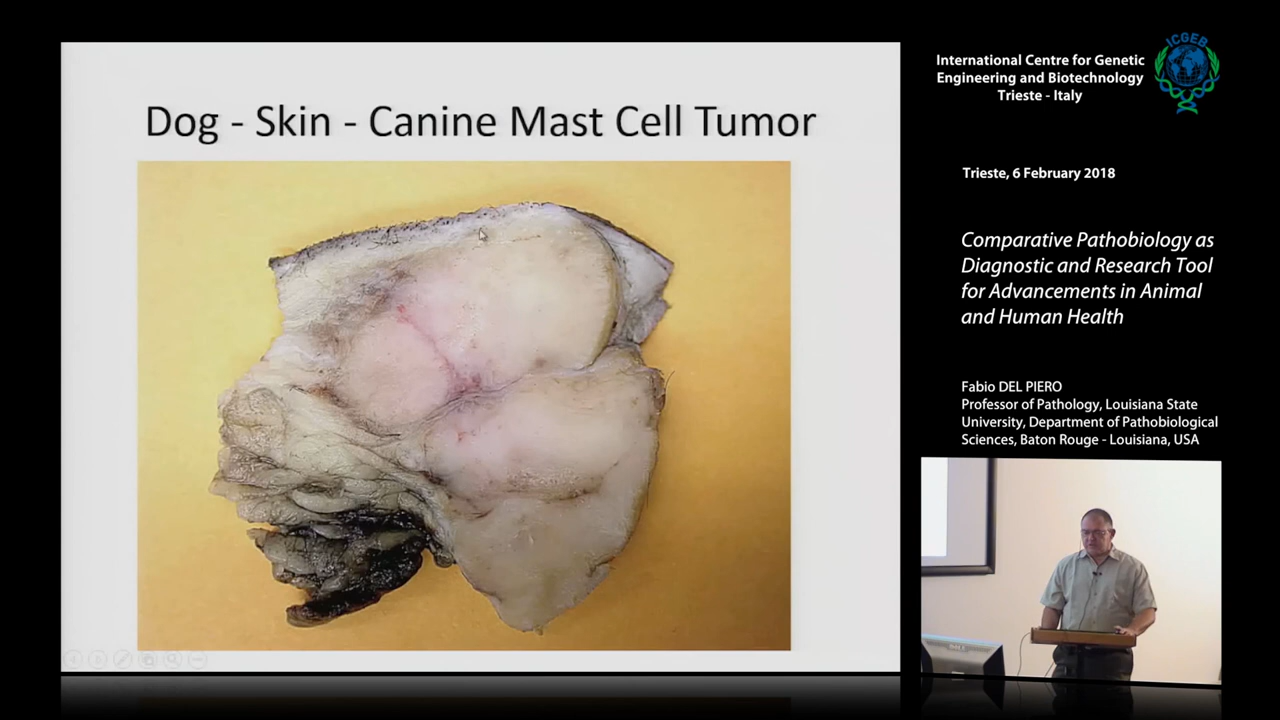 Dog - Skin - Canine Mast Cell Tumor
ICGEB
International Centre for Genetic
Engineering and Biotechnology
Trieste - Italy
Trieste, 6 February 2018
Comparative Pathobiology as
Diagnostic and Research Tool
for Advancements in Animal
and Human Health
Fabio DEL PIERO
Professor of Pathology, Louisiana State
University, Department of Pathobiological
Sciences, Baton Rouge - Louisiana, USA
DELL